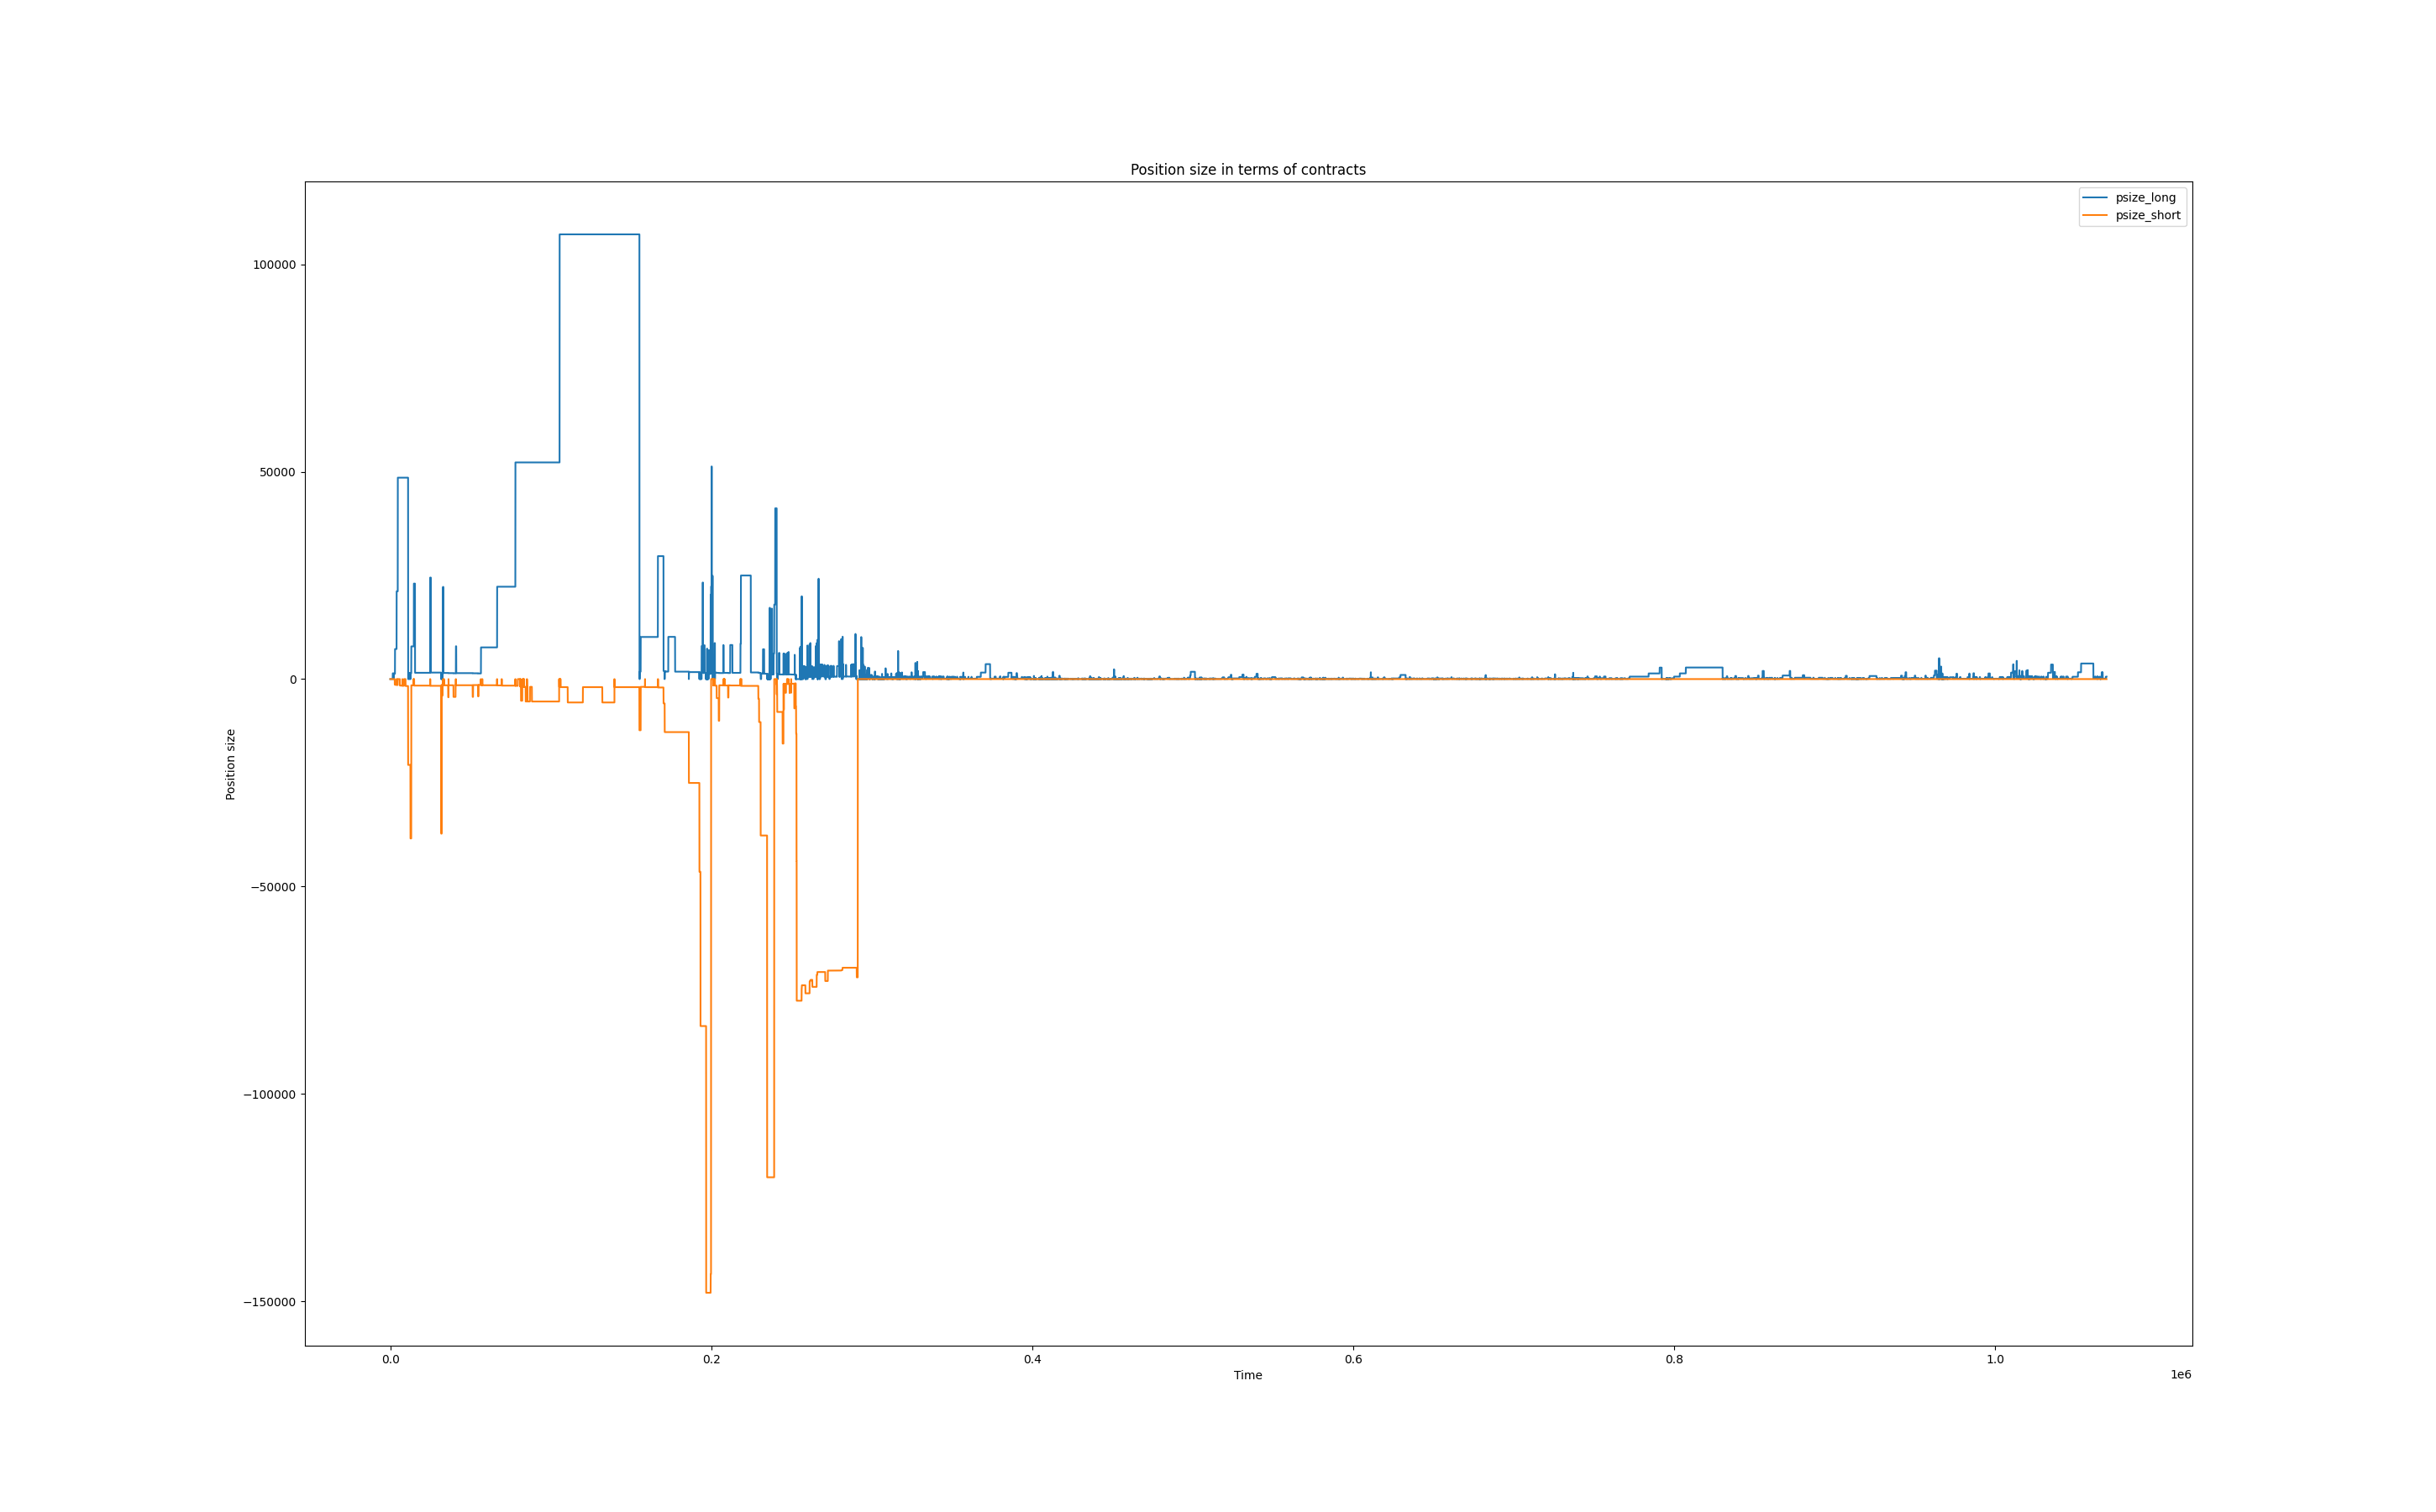 Position size in terms of contracts
psize_long
psize_short
100000
50000
0
−50000
−100000
−150000
Position size
0.0
0.2
0.4
0.6
0.8
1.0
Time
1e6